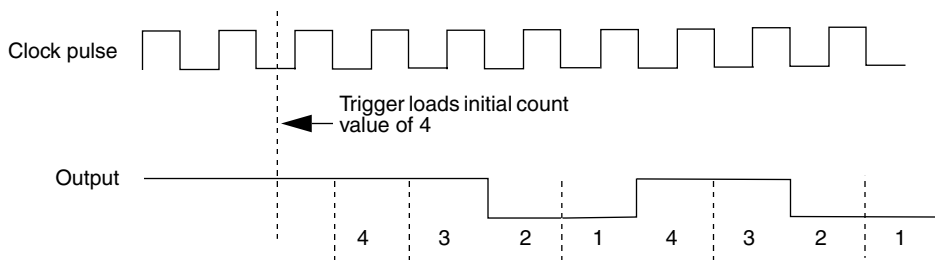 Clock pulse
Trigger loads initial count
value of 4
Output
4 3 2 1 4 3 2 1